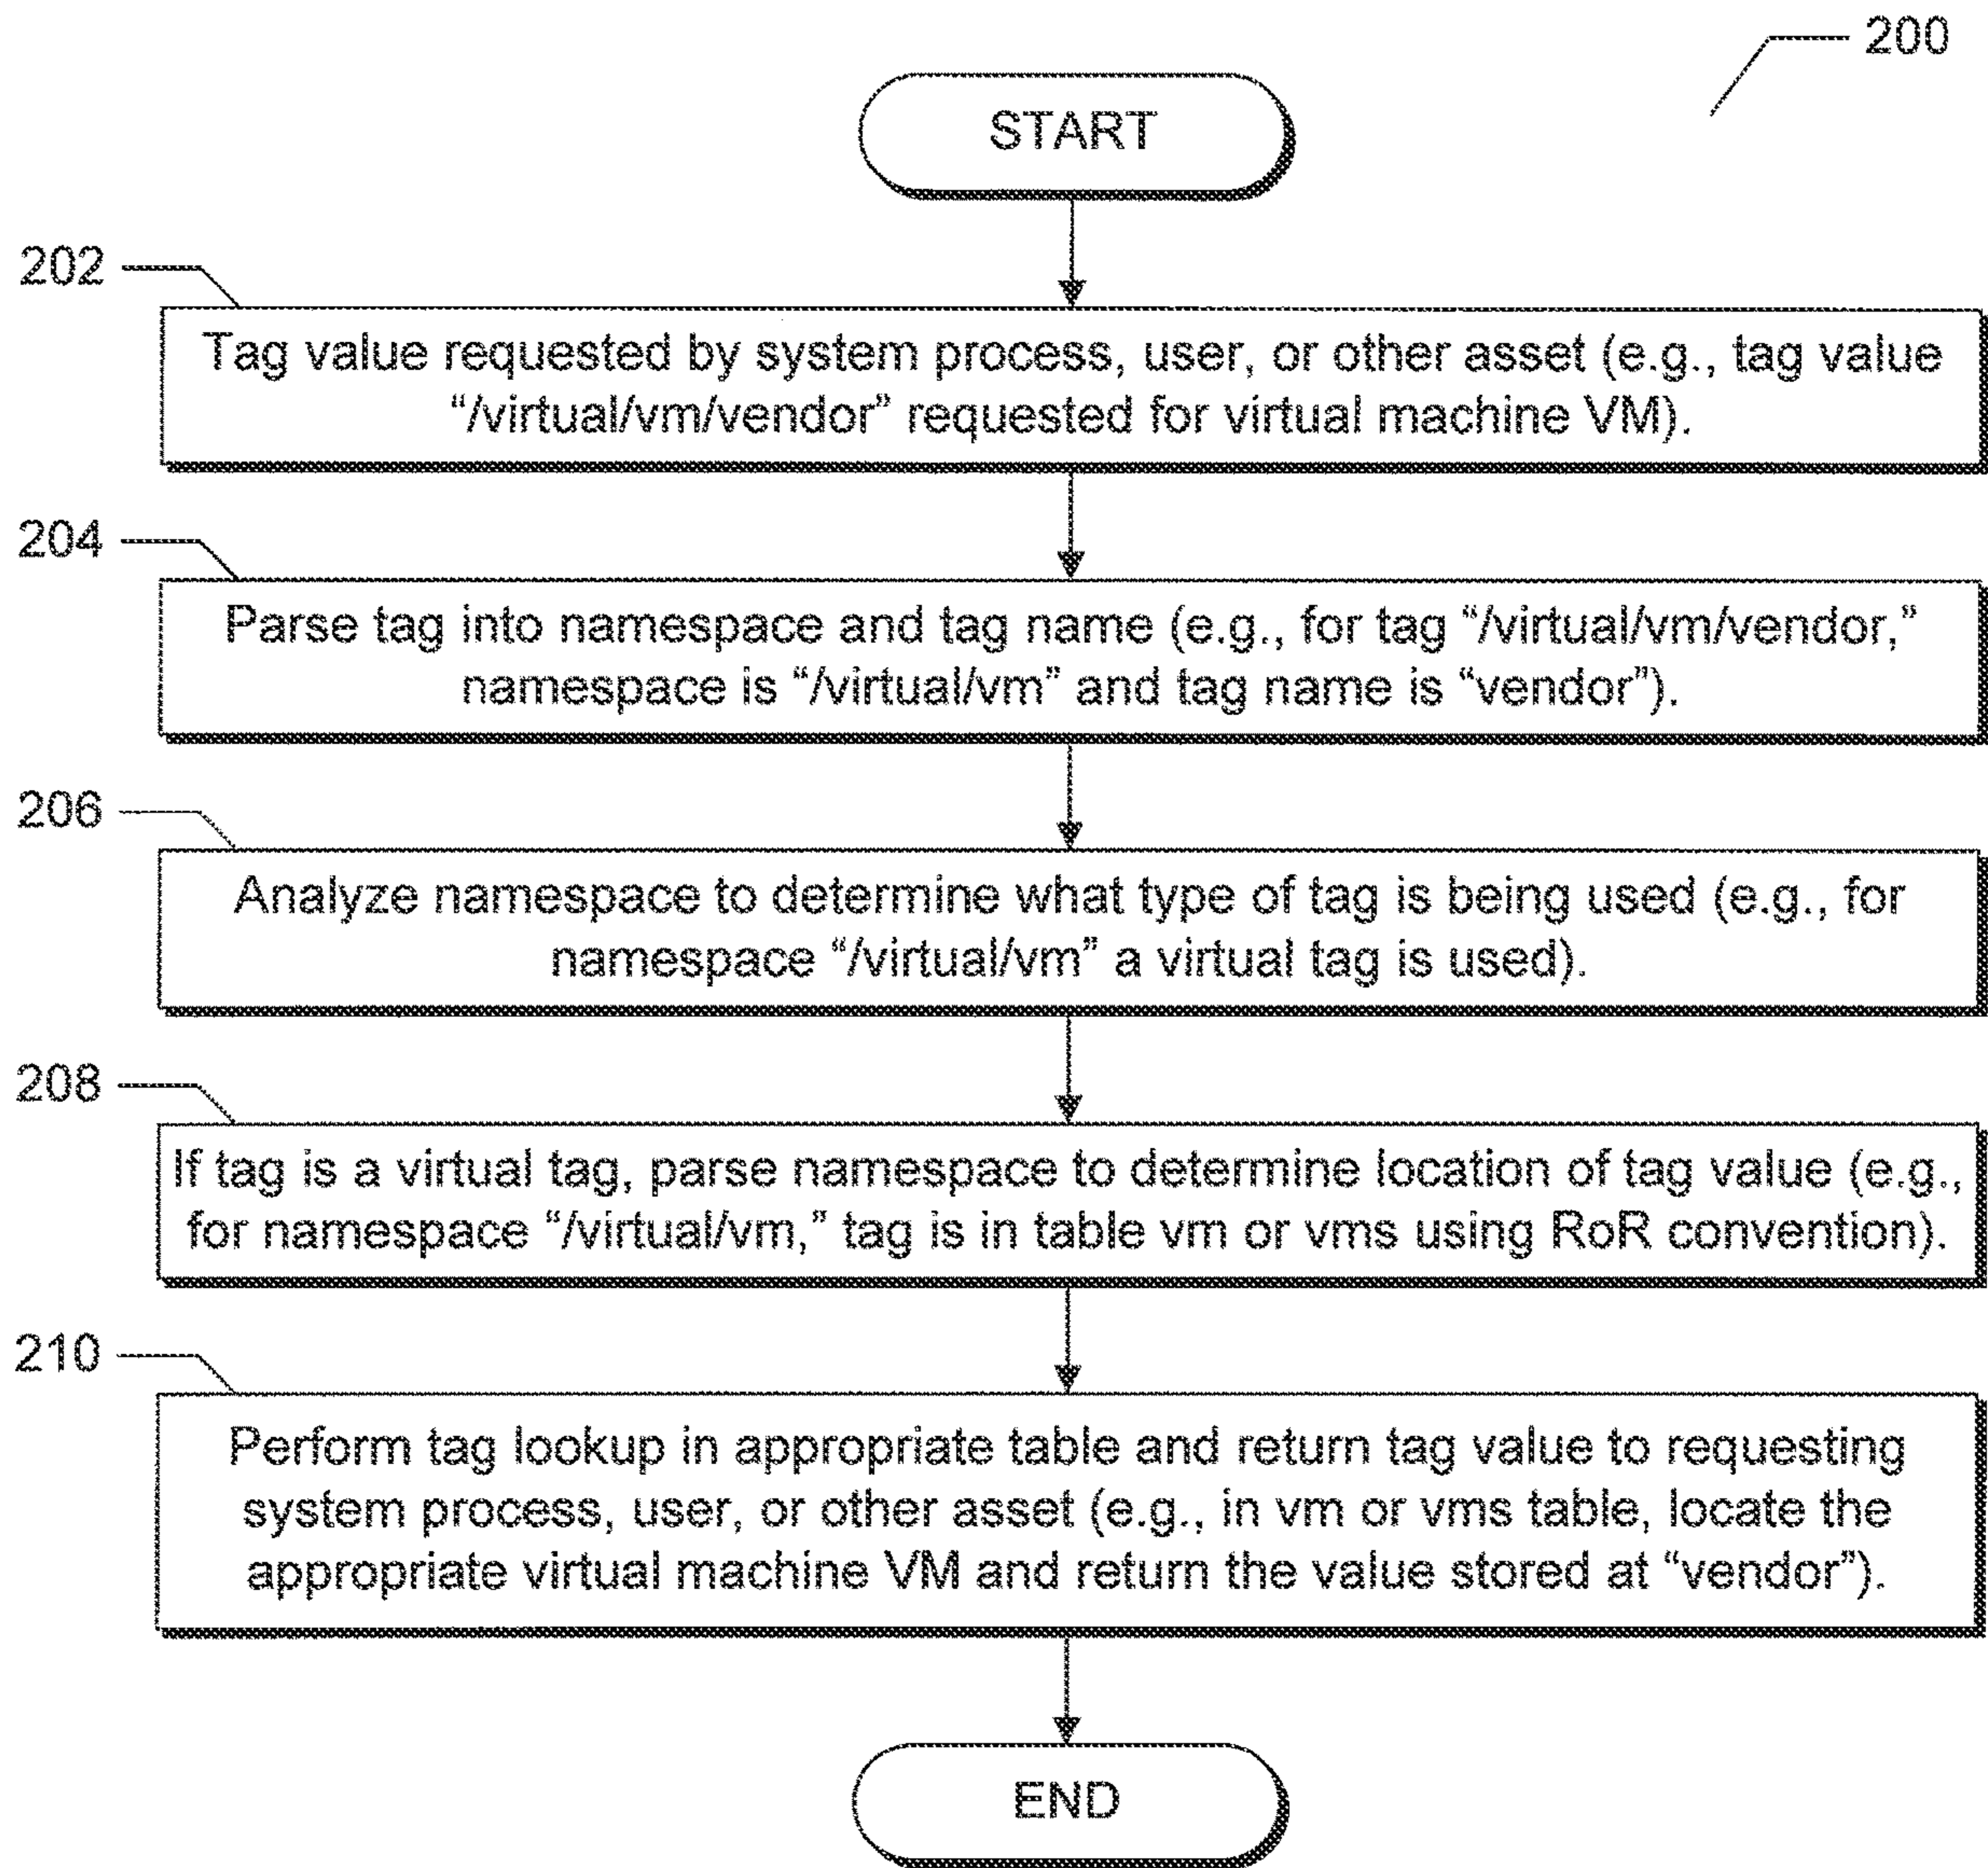 200
START
202
Tag value requested by system process, user, or other asset (e.g., tag value
“/virtual/vm/vendor” requested for virtual machine VM).
204
Parse tag into namespace and tag name (e.g., for tag “/virtual/vm/vendor,”
namespace is “/virtual/vm” and tag name is “vendor”).
206
Analyze namespace to determine what type of tag is being used (e.g., for
namespace “/virtual/vm” a virtual tag is used).
208
If tag is a virtual tag, parse namespace to determine location of tag value (e.g.,
for namespace “/virtual/vm,” tag is in table vm or vms using RoR convention).
210
Perform tag lookup in appropriate table and return tag value to requesting
system process, user, or other asset (e.g., in vm or vms table, locate the
appropriate virtual machine VM and return the value stored at “vendor”).
END